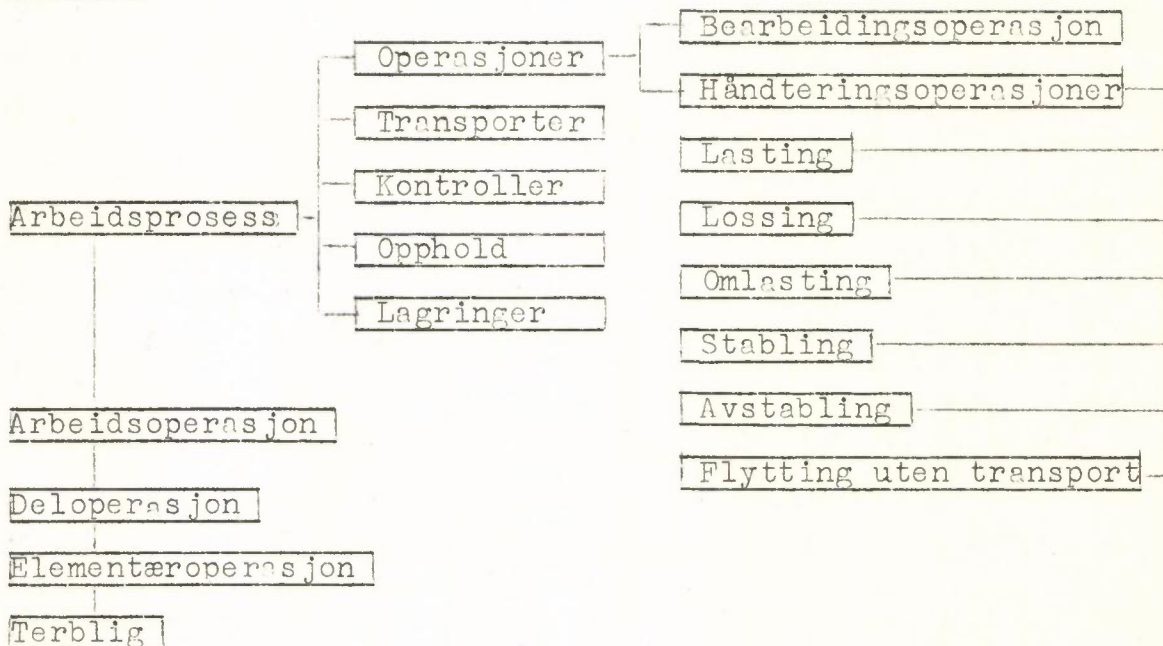 Bearbeidingsoperasjon
Operasjoner
Håndteringsoperasjoner
Transporter
Lasting
Kontroller
Arbeidsprosess
Lossing
Opphold
Omlasting
Lagringer
Stabling
Avstabling
Arbeidsoperasjon
Flytting uten transport
Deloperasjon
Elementæroperasjon
Terblig